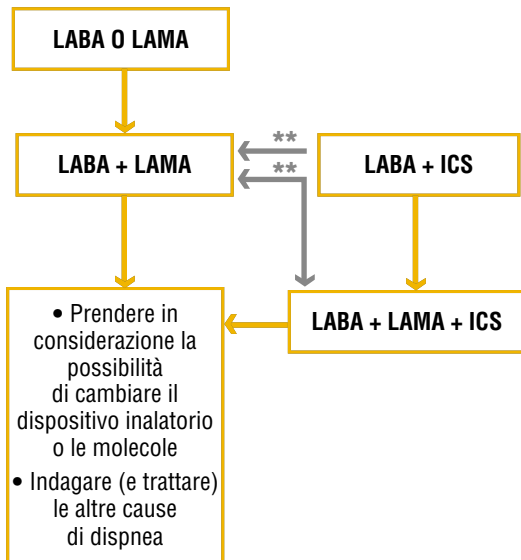 LABA O LAMA
LABA + LAMA
**
**
LABA + ICS
LABA + LAMA + ICS
• Prendere in
considerazione la
possibilità
di cambiare il
dispositivo inalatorio
o le molecole
• Indagare (e trattare)
le altre cause
di dispnea